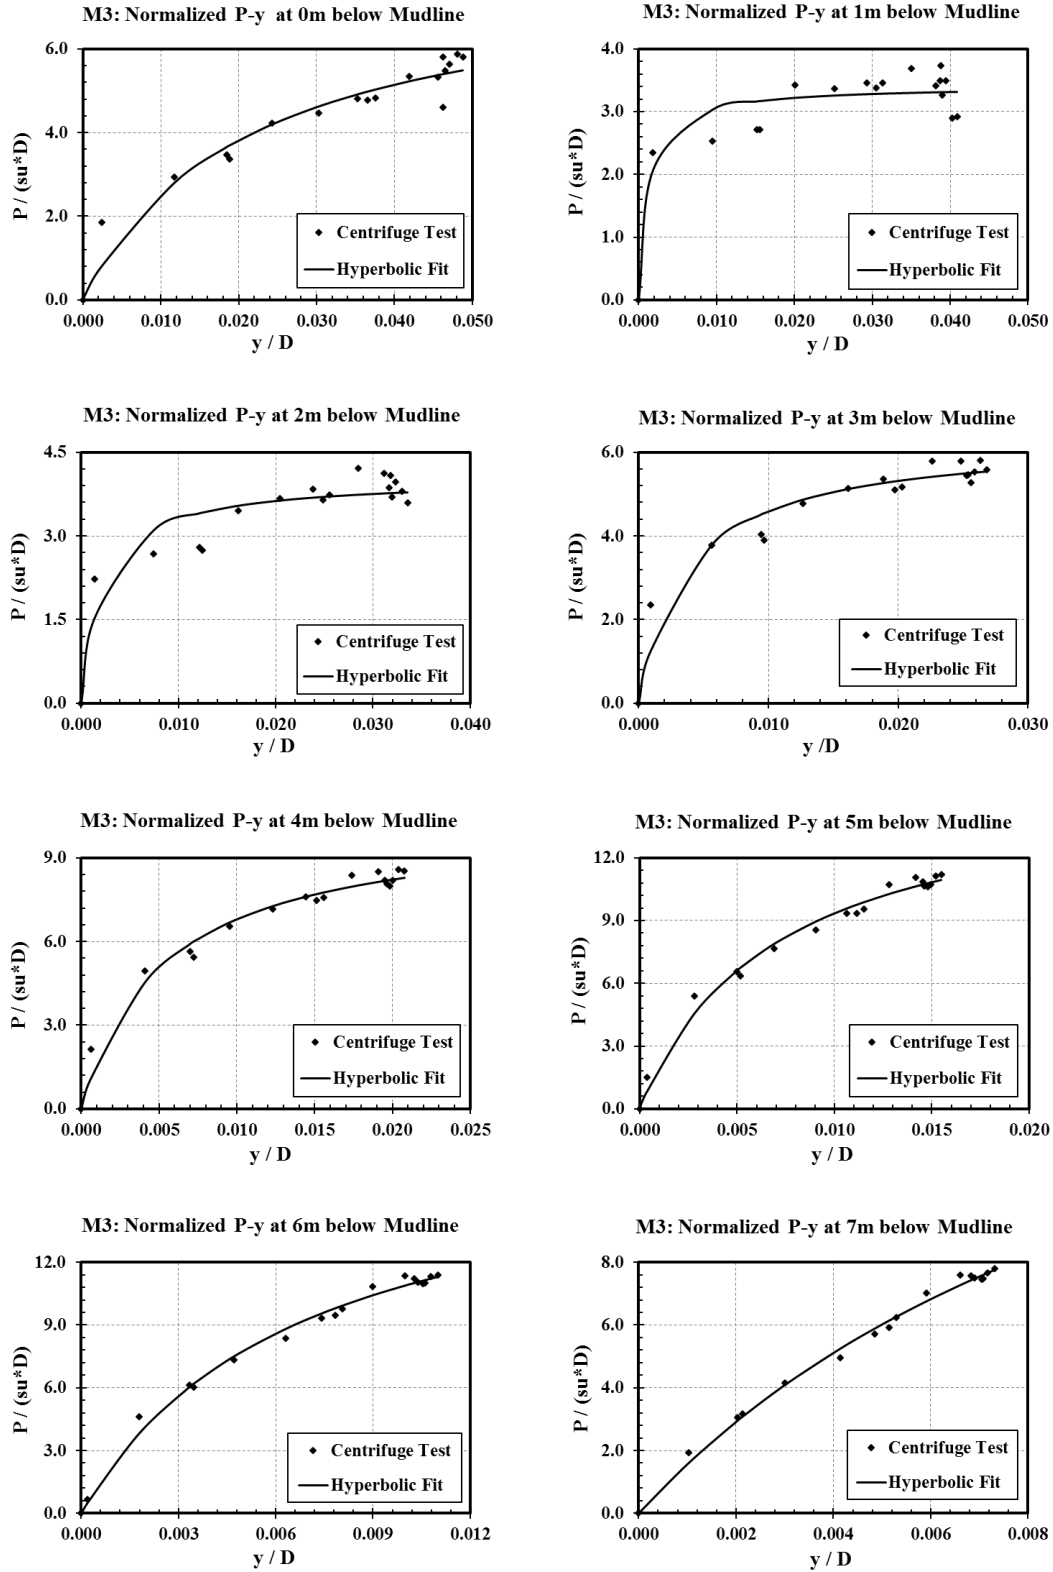 M3: Normalized P-y at 0m below Mudline
6.0
4.0
2.0
0.0
P / (su*D)
Centrifuge Test
Hyperbolic Fit
0.000 0.010 0.020 0.030 0.040 0.050
y / D
M3: Normalized P-y at 1m below Mudline
4.0
3.0
2.0
1.0
0.0
P / (su*D)
Centrifuge Test
Hyperbolic Fit
0.000 0.010 0.020 0.030 0.040 0.050
y / D
M3: Normalized P-y at 2m below Mudline
4.5
3.0
1.5
0.0
P / (su*D)
Centrifuge Test
Hyperbolic Fit
0.000 0.010 0.020 0.030 0.040
y / D
M3: Normalized P-y at 3m below Mudline
6.0
4.0
2.0
0.0
P / (su*D)
Centrifuge Test
Hyperbolic Fit
0.000 0.010 0.020 0.030
y /D
M3: Normalized P-y at 4m below Mudline
9.0
6.0
3.0
0.0
P / (su*D)
Centrifuge Test
Hyperbolic Fit
0.000 0.005 0.010 0.015 0.020 0.025
y / D
M3: Normalized P-y at 5m below Mudline
12.0
9.0
6.0
3.0
0.0
P / (su*D)
Centrifuge Test
Hyperbolic Fit
0.000 0.005 0.010 0.015 0.020
y / D
M3: Normalized P-y at 6m below Mudline
12.0
9.0
6.0
3.0
0.0
P / (su*D)
Centrifuge Test
Hyperbolic Fit
0.000 0.003 0.006 0.009 0.012
y / D
M3: Normalized P-y at 7m below Mudline
8.0
6.0
4.0
2.0
0.0
P / (su*D)
Centrifuge Test
Hyperbolic Fit
0.000 0.002 0.004 0.006 0.008
y / D